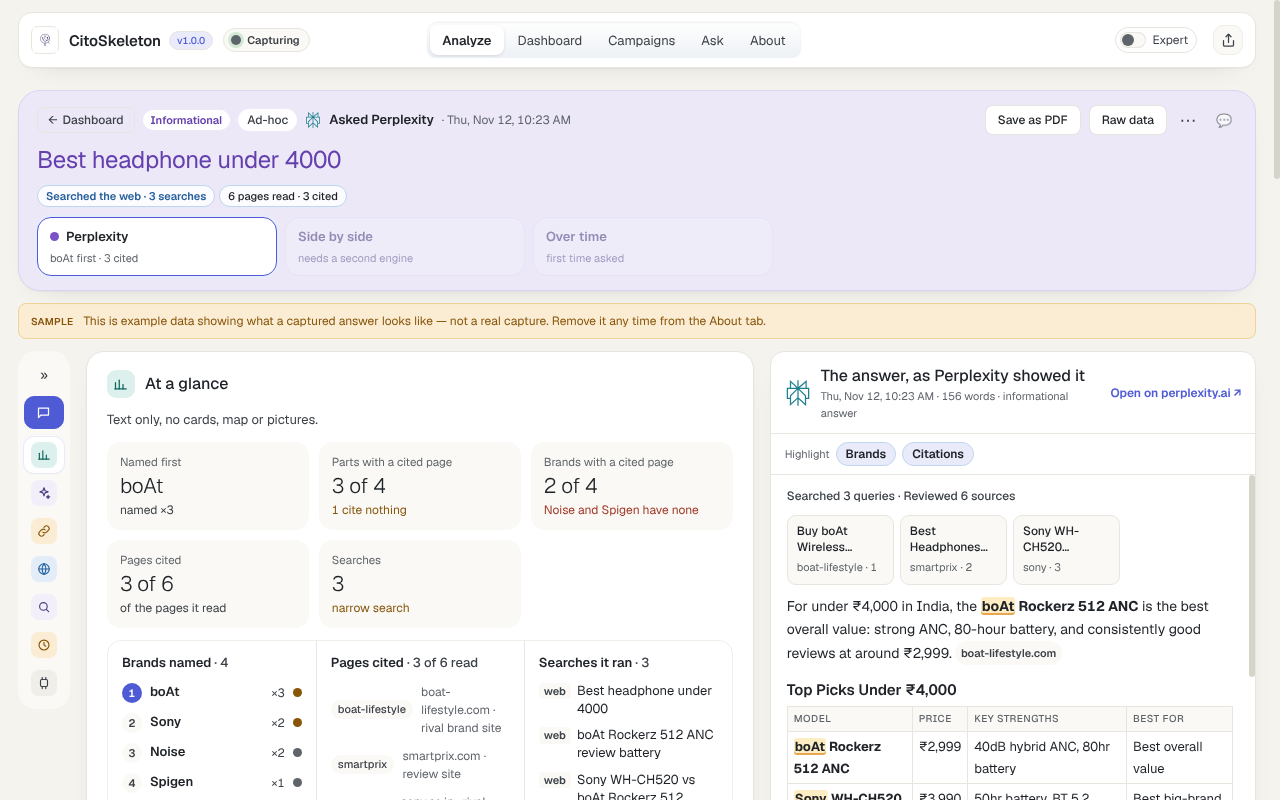 CitoSkeleton v1.0.0 Capturing Analyze Dashboard Campaigns Ask About Expert
← Dashboard Informational Ad-hoc Asked Perplexity · Thu, Nov 12, 10:23 AM Save as PDF Raw data ···
Best headphone under 4000
Searched the web · 3 searches 6 pages read · 3 cited
Perplexity
boAt first · 3 cited
Side by side
needs a second engine
Over time
first time asked
SAMPLE This is example data showing what a captured answer looks like — not a real capture. Remove it any time from the About tab.
»
At a glance
Text only, no cards, map or pictures.
Named first
boAt
named ×3
Parts with a cited page
3 of 4
1 cite nothing
Brands with a cited page
2 of 4
Noise and Spigen have none
Pages cited
3 of 6
of the pages it read
Searches
3
narrow search
Brands named · 4
1 boAt ×3
2 Sony ×2
3 Noise ×2
4 Spigen ×1
Pages cited · 3 of 6 read
boat-lifestyle boat-
lifestyle.com ·
rival brand site
smartprix smartprix.com ·
review site
Searches it ran · 3
web Best headphone under
4000
web boAt Rockerz 512 ANC
review battery
web Sony WH-CH520 vs
boAt Rockerz 512
The answer, as Perplexity showed it
Thu, Nov 12, 10:23 AM · 156 words · informational
answer
Open on perplexity.ai ↗
Highlight Brands Citations
Searched 3 queries · Reviewed 6 sources
Buy boAt
Wireless…
boat-lifestyle · 1
Best
Headphones…
smartprix · 2
Sony WH-
CH520…
sony · 3
For under ₹4,000 in India, the boAt Rockerz 512 ANC is the best
overall value: strong ANC, 80-hour battery, and consistently good
reviews at around ₹2,999. boat-lifestyle.com
Top Picks Under ₹4,000
MODEL PRICE KEY STRENGTHS BEST FOR
boAt Rockerz
512 ANC
₹2,999
40dB hybrid ANC, 80hr
battery
Best overall
value
Sony WH-CH520 ₹3,990 50hr battery, BT 5.2, Best big-brand